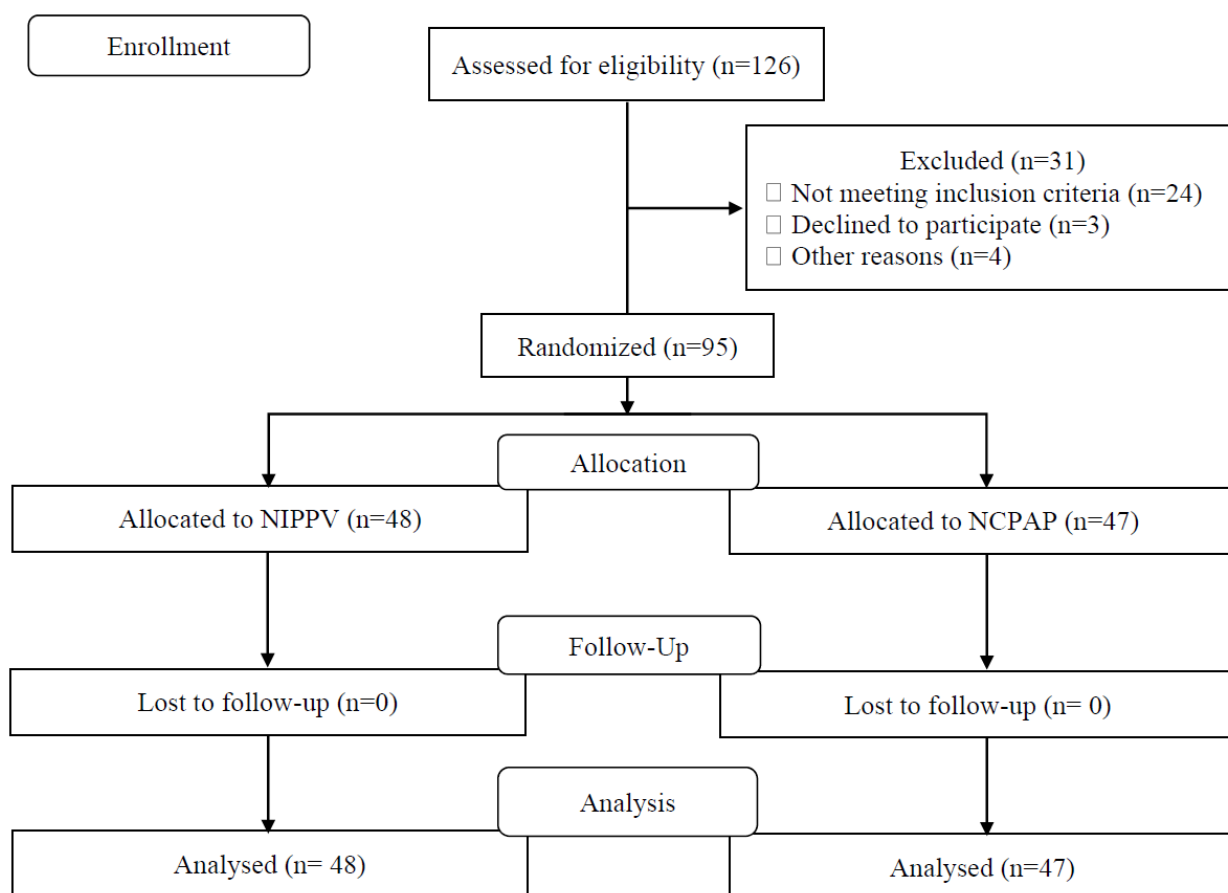 Enrollment
Assessed for eligibility (n=126)
Excluded (n=31)
□ Not meeting inclusion criteria (n=24)
□ Declined to participate (n=3)
□ Other reasons (n=4)
Randomized (n=95)
Allocation
Allocated to NIPPV (n=48)
Allocated to NCPAP (n=47)
Follow-Up
Lost to follow-up (n=0)
Lost to follow-up (n= 0)
Analysis
Analysed (n= 48)
Analysed (n=47)